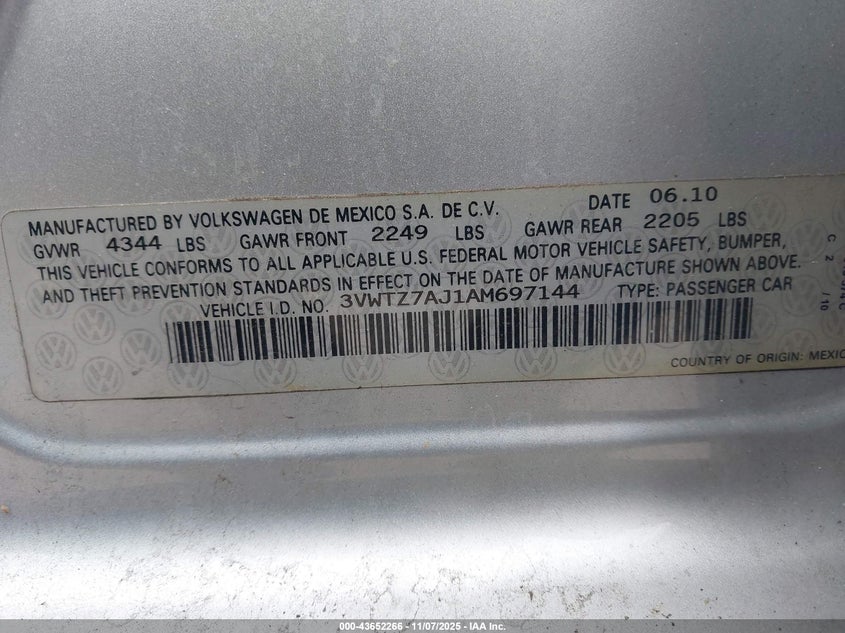 MANUFACTURED BY VOLKSWAGEN DE MEXICO S.A. DE C.V. DATE 06.10
GVWR 4344 LBS GAWR FRONT 2249 LBS GAWR REAR 2205 LBS
THIS VEHICLE CONFORMS TO ALL APPLICABLE U.S. FEDERAL MOTOR VEHICLE SAFETY, BUMPER,
AND THEFT PREVENTION STANDARDS IN EFFECT ON THE DATE OF MANUFACTURE SHOWN ABOVE.
VEHICLE I.D. NO. 3VWTZ7AJ1AM697144 TYPE: PASSENGER CAR
COUNTRY OF ORIGIN: MEXICO
C 2 /10
000-43652266 - 11/07/2025 - IAA Inc.